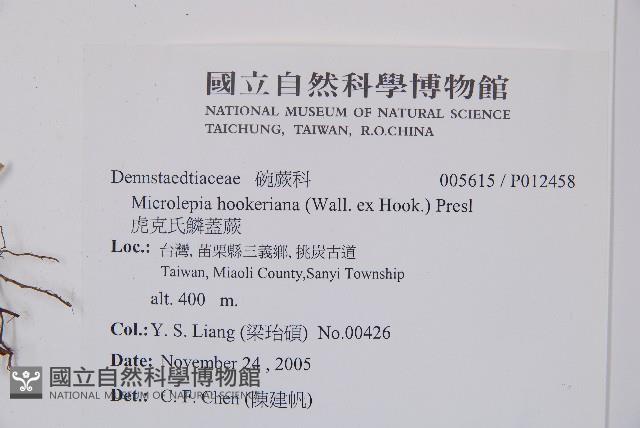 國立自然科學博物館
NATIONAL MUSEUM OF NATURAL SCIENCE
TAICHUNG, TAIWAN, R.O.CHINA
Dennstaedtiaceae 碗蕨科 005615 / P012458
Microlepia hookeriana (Wall. ex Hook.) Presl
虎克氏鱗蓋蕨
Loc.: 台灣, 苗栗縣三義鄉, 挑炭古道
Taiwan, Miaoli County,Sanyi Township
alt. 400 m.
Col.: Y. S. Liang (梁珆碩) No.00426
Date: November 24 , 2005
國立自然科學博物館
NATIONAL MUSEUM OF NATURAL SCIENCE
Det.: C. F. Chen (陳建帆)